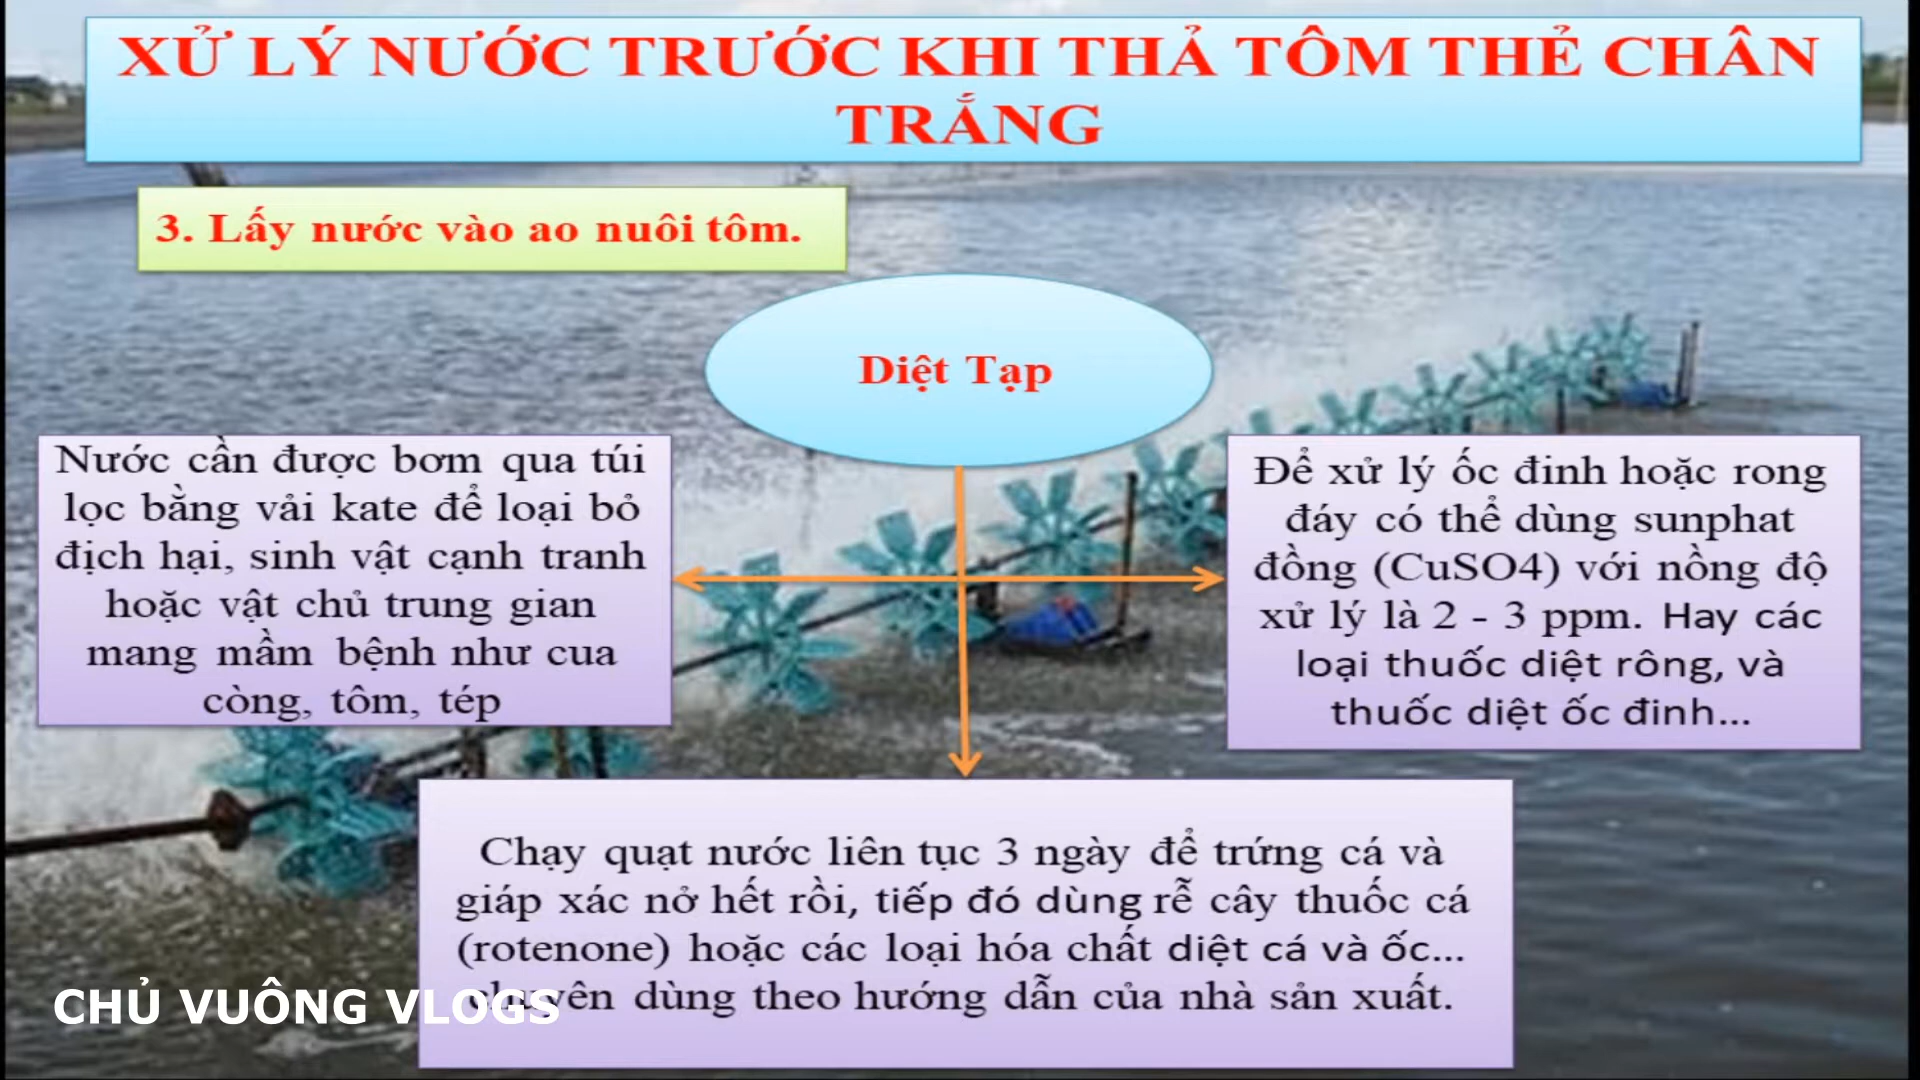 XỬ LÝ NƯỚC TRƯỚC KHI THẢ TÔM THẺ CHÂN
TRẮNG
3. Lấy nước vào ao nuôi tôm.
Diệt Tạp
Nước cần được bơm qua túi
lọc bằng vải kate để loại bỏ
địch hại, sinh vật cạnh tranh
hoặc vật chủ trung gian
mang mầm bệnh như cua
còng, tôm, tép
Để xử lý ốc đinh hoặc rong
đáy có thể dùng sunphat
đồng (CuSO4) với nồng độ
xử lý là 2 - 3 ppm. Hay các
loại thuốc diệt rông, và
thuốc diệt ốc đinh...
Chạy quạt nước liên tục 3 ngày để trứng cá và
giáp xác nở hết rồi, tiếp đó dùng rễ cây thuốc cá
(rotenone) hoặc các loại hóa chất diệt cá và ốc...
chuyên dùng theo hướng dẫn của nhà sản xuất.
CHỦ VUÔNG VLOGS